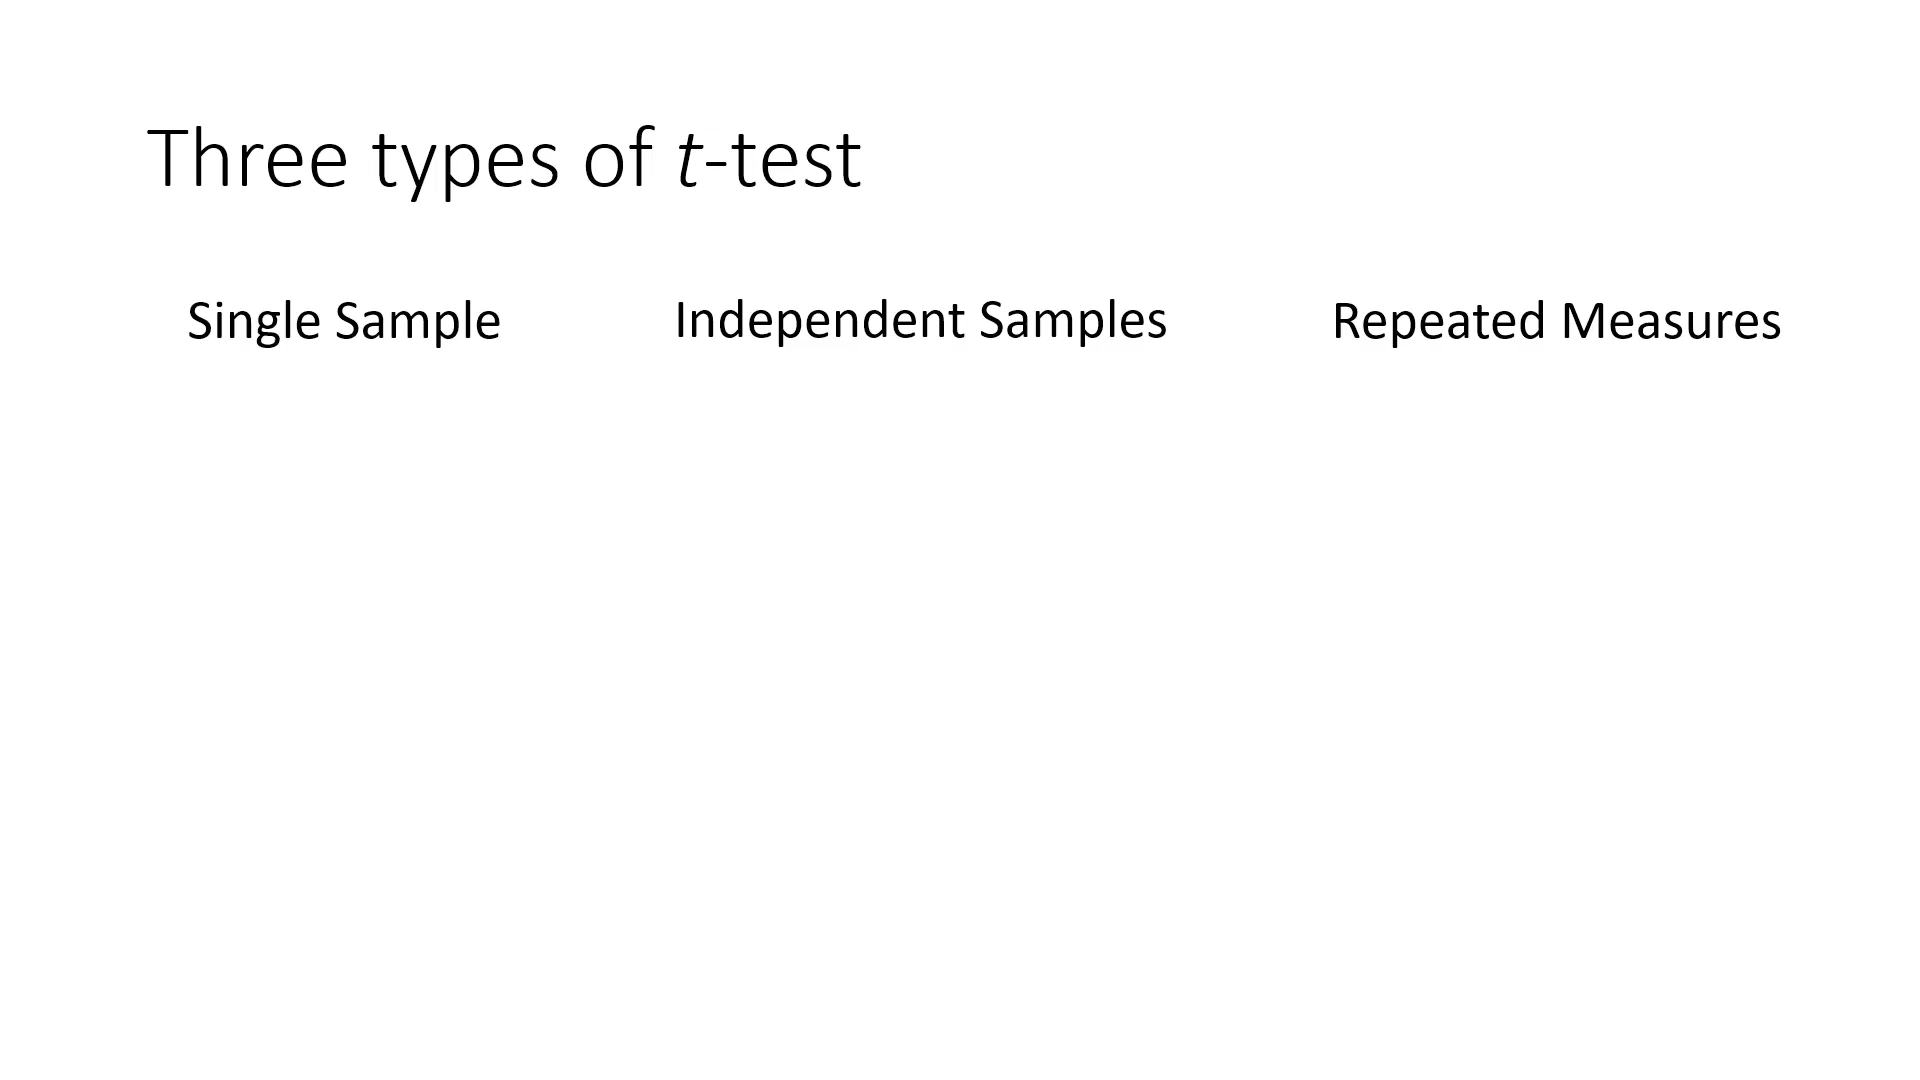 Three types of t-test
Single Sample
Independent Samples
Repeated Measures